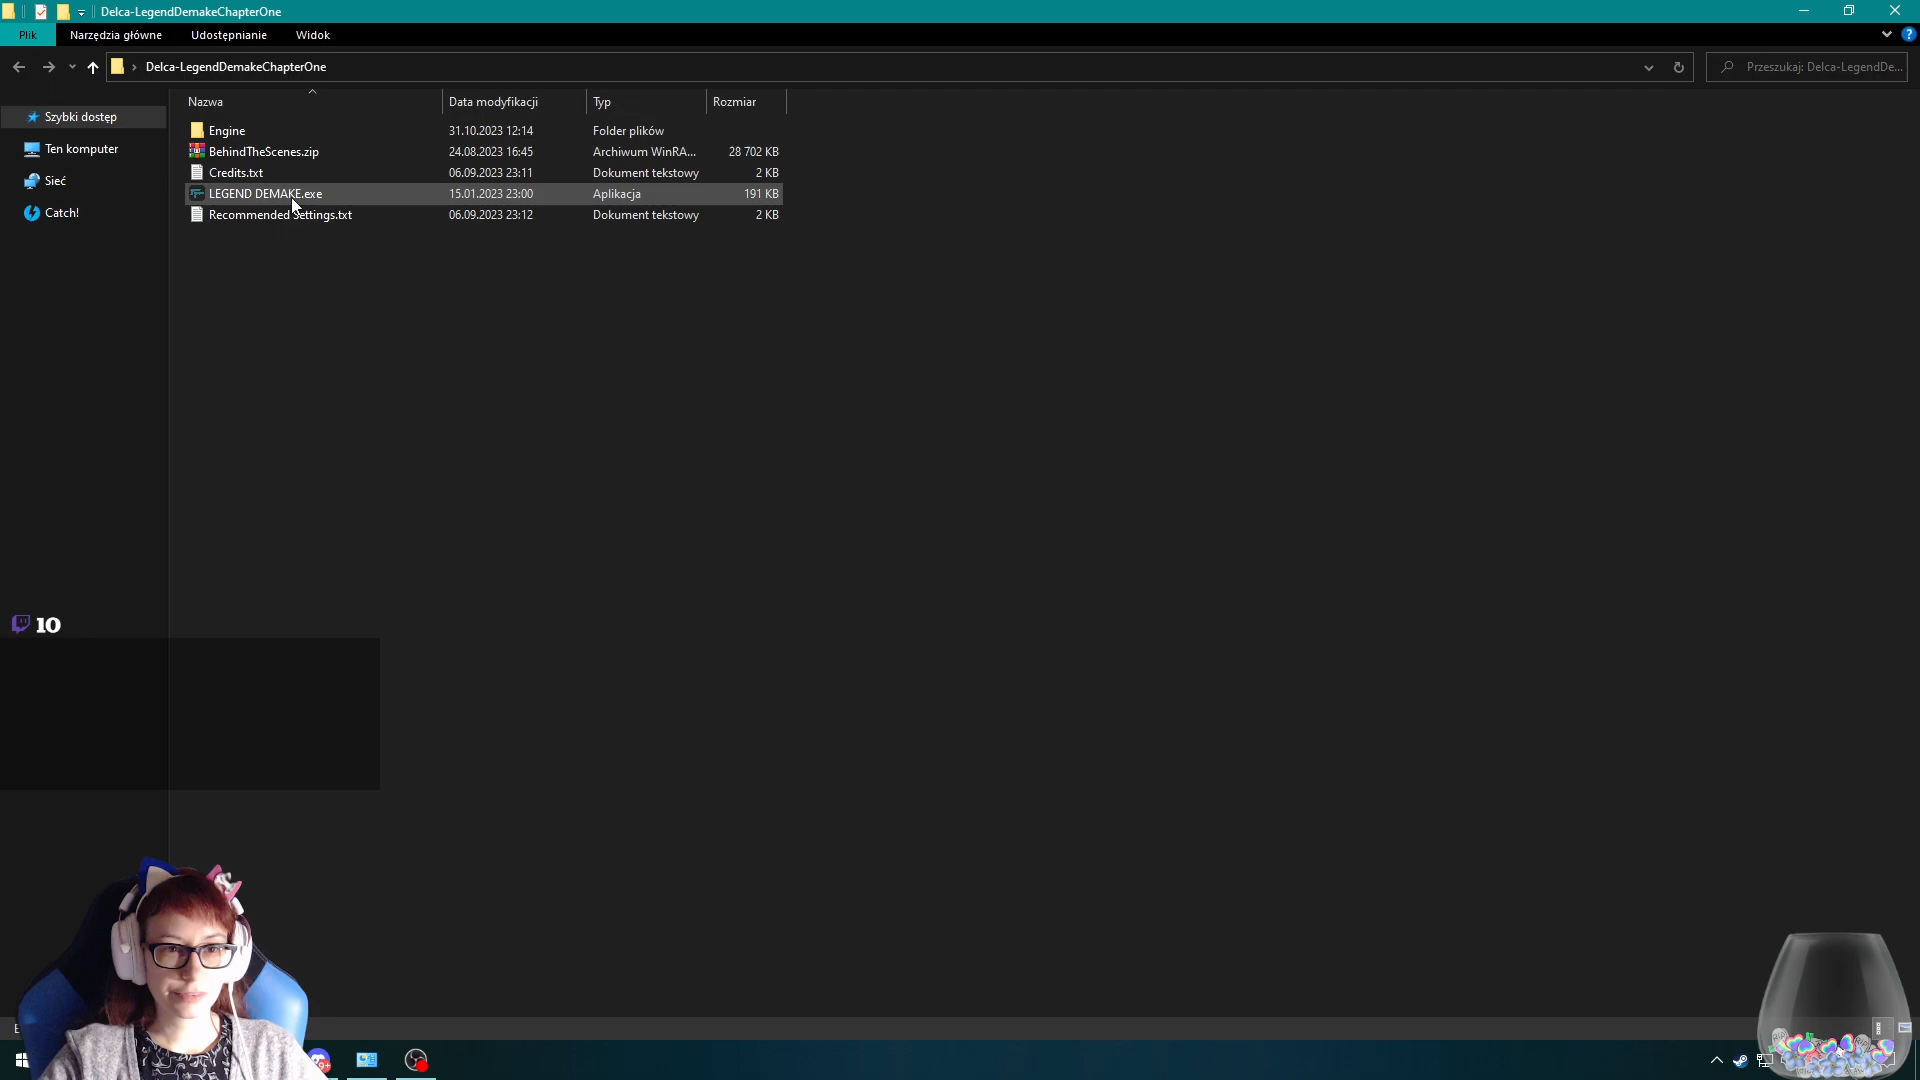 Delca-LegendDemakeChapterOne
Plik Narzędzia główne Udostępnianie Widok
Delca-LegendDemakeChapterOne
Przeszukaj: Delca-LegendDe...
Nazwa Data modyfikacji Typ Rozmiar
Szybki dostęp
Ten komputer
Sieć
Catch!
Engine 31.10.2023 12:14 Folder plików
BehindTheScenes.zip 24.08.2023 16:45 Archiwum WinRA... 28 702 KB
Credits.txt 06.09.2023 23:11 Dokument tekstowy 2 KB
LEGEND DEMAKE.exe 15.01.2023 23:00 Aplikacja 191 KB
Recommended Settings.txt 06.09.2023 23:12 Dokument tekstowy 2 KB
10